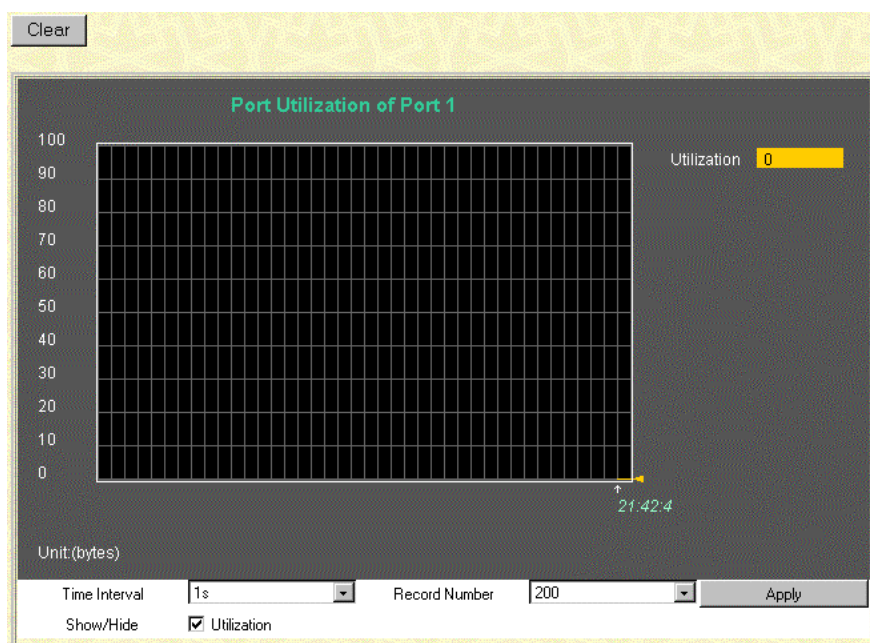 Clear
Port Utilization of Port 1
100
90
80
70
60
50
40
30
20
10
0
Utilization 0
21:42:4
Unit:(bytes)
Time Interval 1s Record Number 200 Apply
Show/Hide Utilization